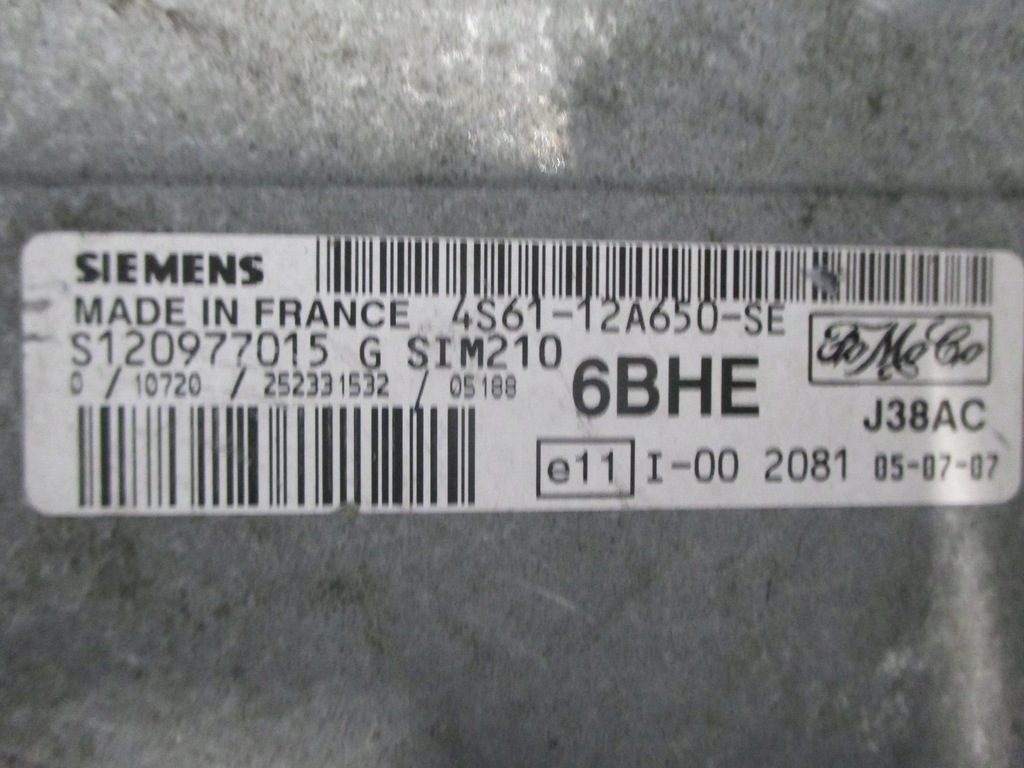 SIEMENS
MADE IN FRANCE 4S61-12A650-SE
S120977015 G SIM210
FoMoCo
0 / 10720 / 252331532 / 05188
6BHE
J38AC
e11 I-00 2081 05-07-07